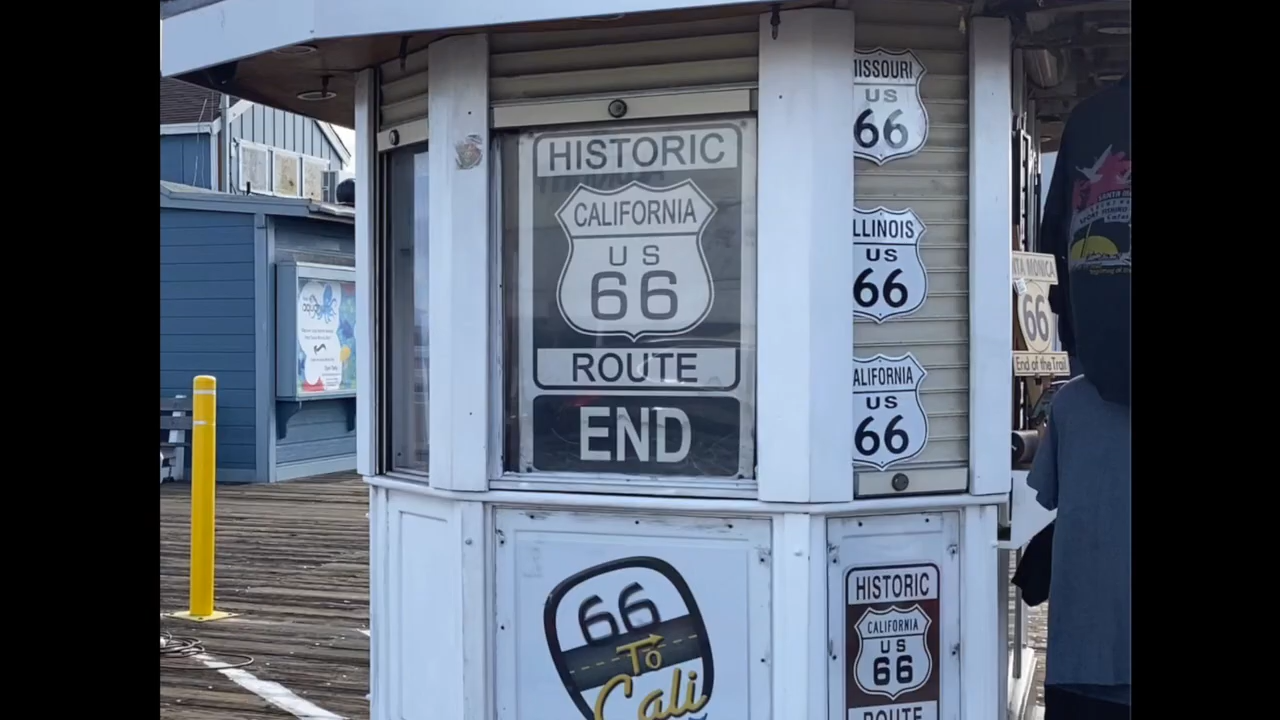 HISTORIC
CALIFORNIA
US
66
ROUTE
END
MISSOURI
US
66
ILLINOIS
US
66
CALIFORNIA
US
66
66
To
Cali
HISTORIC
CALIFORNIA
US
66
ROUTE
66
End of the Trail